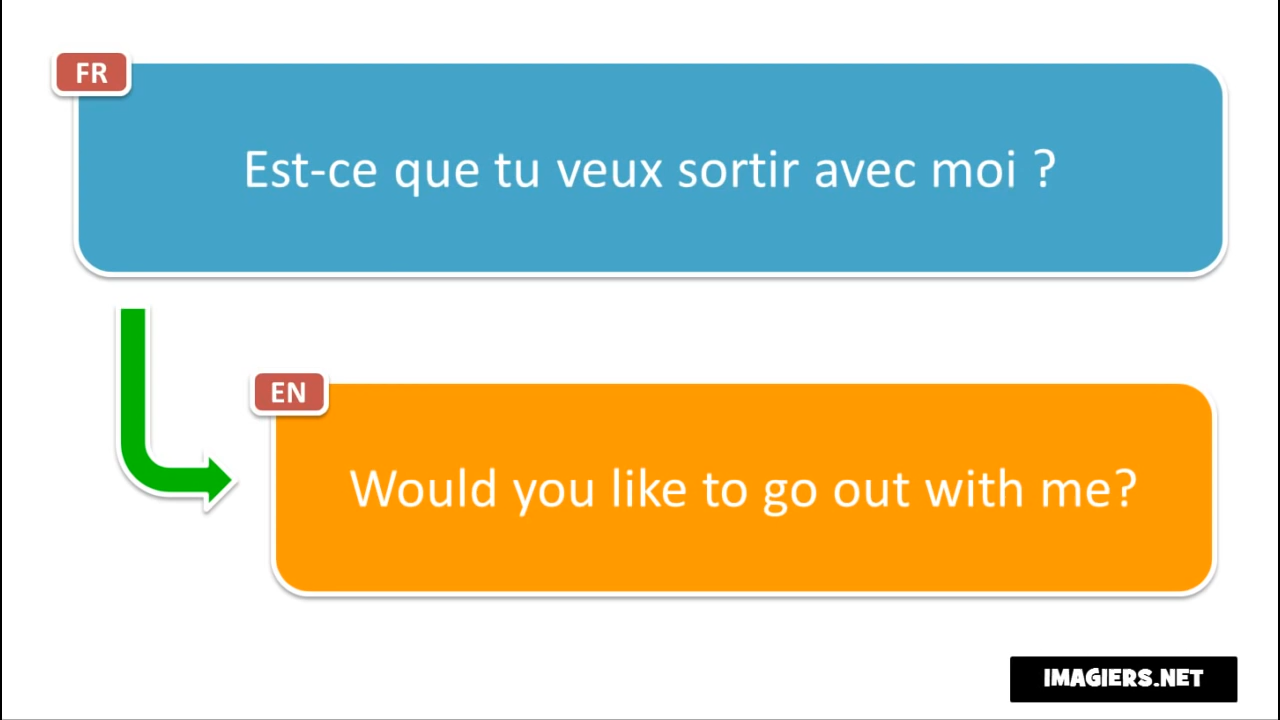 FR
Est-ce que tu veux sortir avec moi ?
EN
Would you like to go out with me?
IMAGIERS.NET